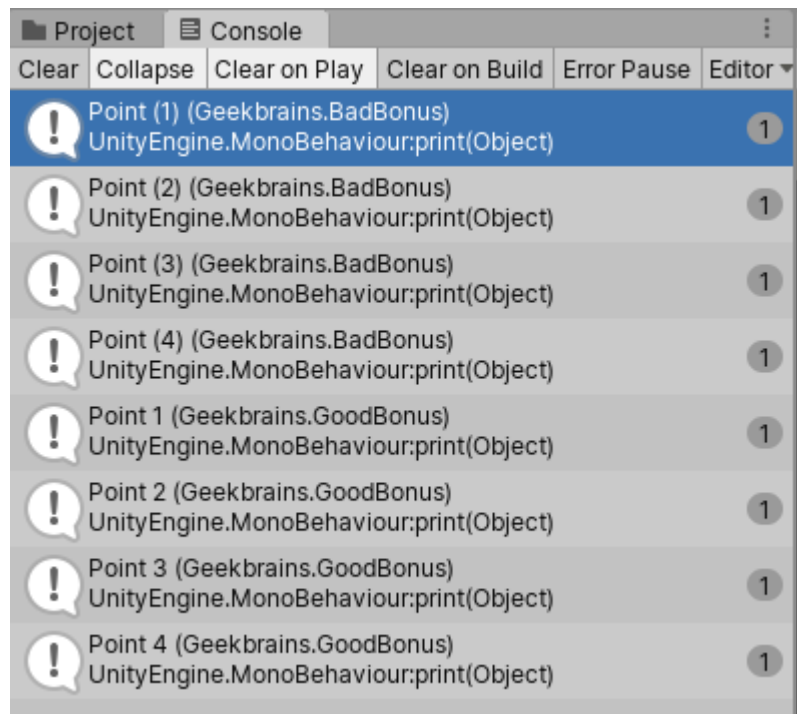 Project Console
Clear Collapse Clear on Play Clear on Build Error Pause Editor
Point (1) (Geekbrains.BadBonus)
UnityEngine.MonoBehaviour:print(Object)
1
Point (2) (Geekbrains.BadBonus)
UnityEngine.MonoBehaviour:print(Object)
1
Point (3) (Geekbrains.BadBonus)
UnityEngine.MonoBehaviour:print(Object)
1
Point (4) (Geekbrains.BadBonus)
UnityEngine.MonoBehaviour:print(Object)
1
Point 1 (Geekbrains.GoodBonus)
UnityEngine.MonoBehaviour:print(Object)
1
Point 2 (Geekbrains.GoodBonus)
UnityEngine.MonoBehaviour:print(Object)
1
Point 3 (Geekbrains.GoodBonus)
UnityEngine.MonoBehaviour:print(Object)
1
Point 4 (Geekbrains.GoodBonus)
UnityEngine.MonoBehaviour:print(Object)
1